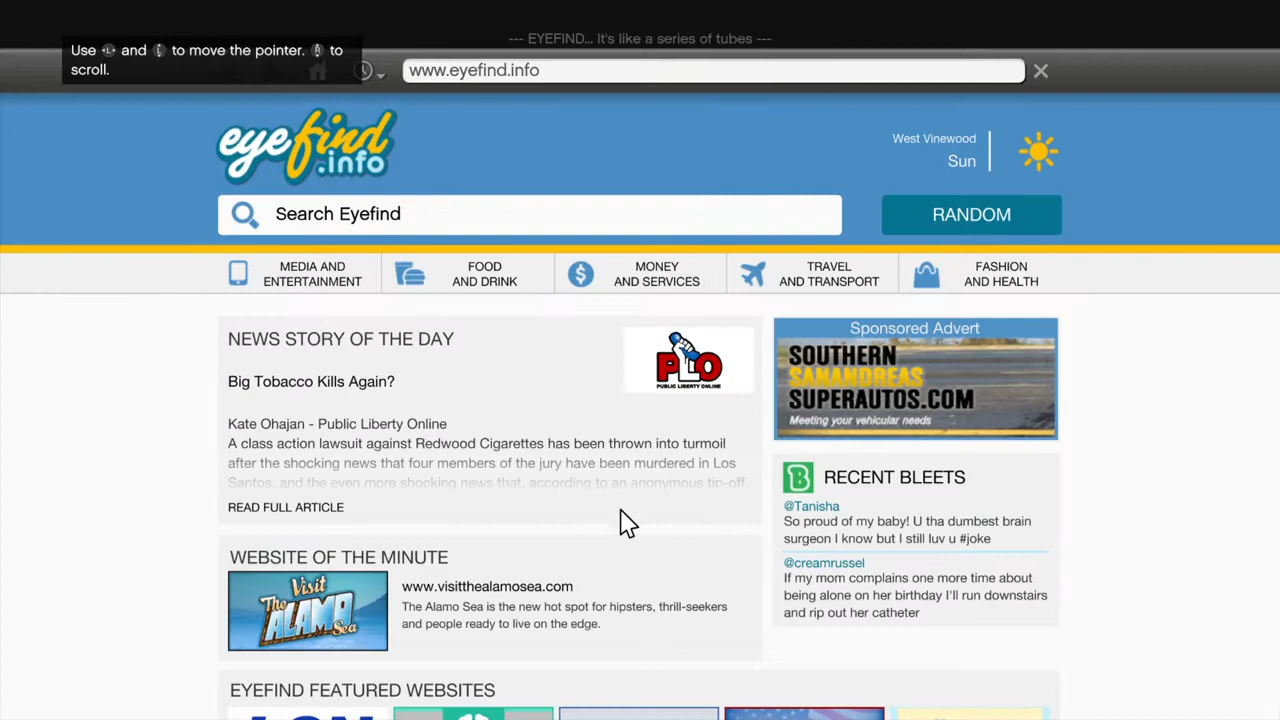 --- EYEFIND... It's like a series of tubes ---
Use L and L to move the pointer. R to
scroll.
www.eyefind.info
eyefind
.info
West Vinewood
Sun
Search Eyefind
RANDOM
MEDIA AND
ENTERTAINMENT
FOOD
AND DRINK
MONEY
AND SERVICES
TRAVEL
AND TRANSPORT
FASHION
AND HEALTH
NEWS STORY OF THE DAY
PLO
PUBLIC LIBERTY ONLINE
Big Tobacco Kills Again?
Kate Ohajan - Public Liberty Online
A class action lawsuit against Redwood Cigarettes has been thrown into turmoil
after the shocking news that four members of the jury have been murdered in Los
Santos, and the even more shocking news that, according to an anonymous tip-off,
READ FULL ARTICLE
Sponsored Advert
SOUTHERN
SANANDREAS
SUPERAUTOS.COM
Meeting your vehicular needs
RECENT BLEETS
@Tanisha
So proud of my baby! U tha dumbest brain
surgeon I know but I still luv u #joke
@creamrussel
If my mom complains one more time about
being alone on her birthday I'll run downstairs
and rip out her catheter
WEBSITE OF THE MINUTE
Visit
The ALAMO
Sea
www.visitthealamosea.com
The Alamo Sea is the new hot spot for hipsters, thrill-seekers
and people ready to live on the edge.
EYEFIND FEATURED WEBSITES